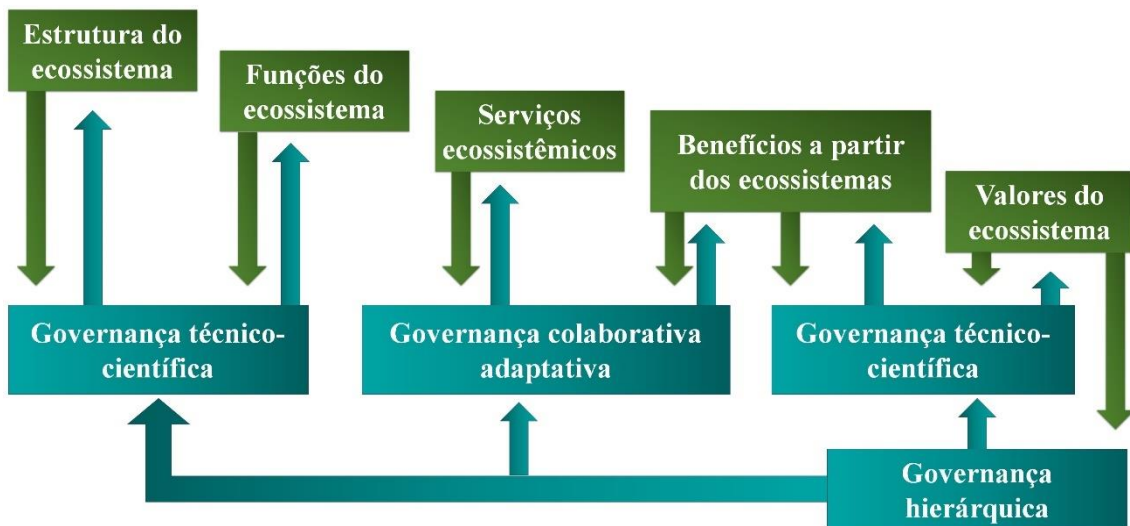 Estrutura do
ecossistema
Funções do
ecossistema
Serviços
ecossistêmicos
Benefícios a partir
dos ecossistemas
Valores do
ecossistema
Governança técnico-
científica
Governança colaborativa
adaptativa
Governança técnico-
científica
Governança
hierárquica